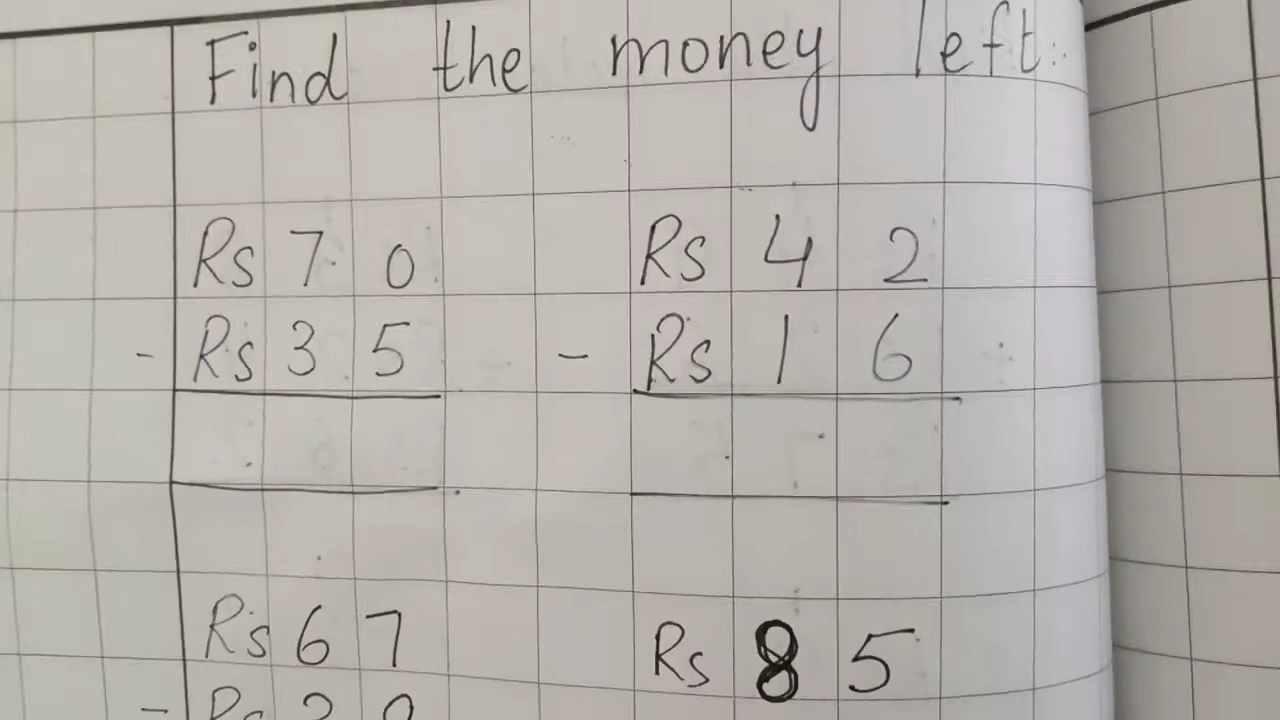 Find the money left.
Rs 7 0 Rs 4 2
- Rs 3 5 - Rs 1 6
Rs 6 7 Rs 8 5
- Rs